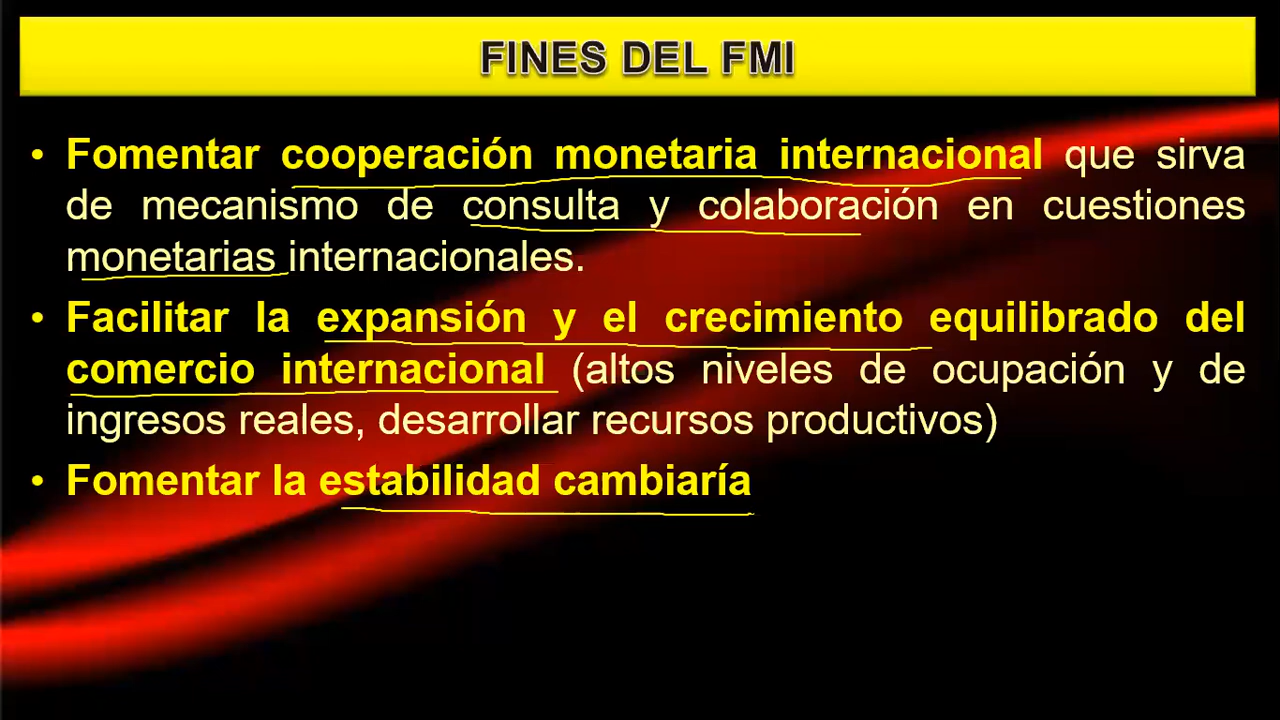 FINES DEL FMI
• Fomentar cooperación monetaria internacional que sirva
de mecanismo de consulta y colaboración en cuestiones
monetarias internacionales.
• Facilitar la expansión y el crecimiento equilibrado del
comercio internacional (altos niveles de ocupación y de
ingresos reales, desarrollar recursos productivos)
• Fomentar la estabilidad cambiaría